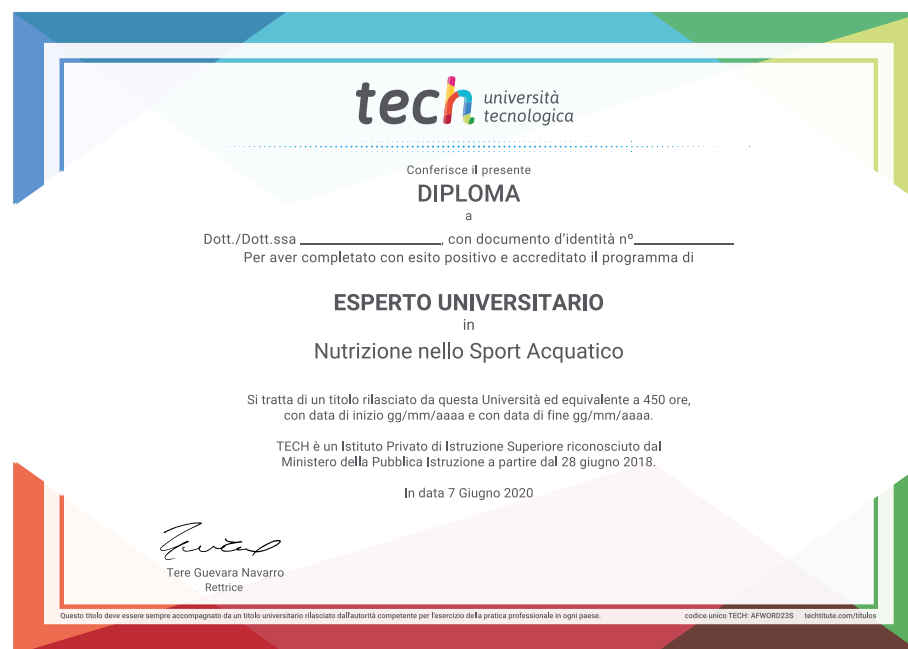 tech università
tecnologica
Conferisce il presente
DIPLOMA
a
Dott./Dott.ssa ____________________, con documento d'identità nº______________
Per aver completato con esito positivo e accreditato il programma di
ESPERTO UNIVERSITARIO
in
Nutrizione nello Sport Acquatico
Si tratta di un titolo rilasciato da questa Università ed equivalente a 450 ore,
con data di inizio gg/mm/aaaa e con data di fine gg/mm/aaaa.
TECH è un Istituto Privato di Istruzione Superiore riconosciuto dal
Ministero della Pubblica Istruzione a partire dal 28 giugno 2018.
In data 7 Giugno 2020
Tere Guevara Navarro
Rettrice
Questo titolo deve essere sempre accompagnato da un titolo universitario rilasciato dall'autorità competente per l'esercizio della pratica professionale in ogni paese. codice unico TECH: AFWORD23S techtitute.com/titulos